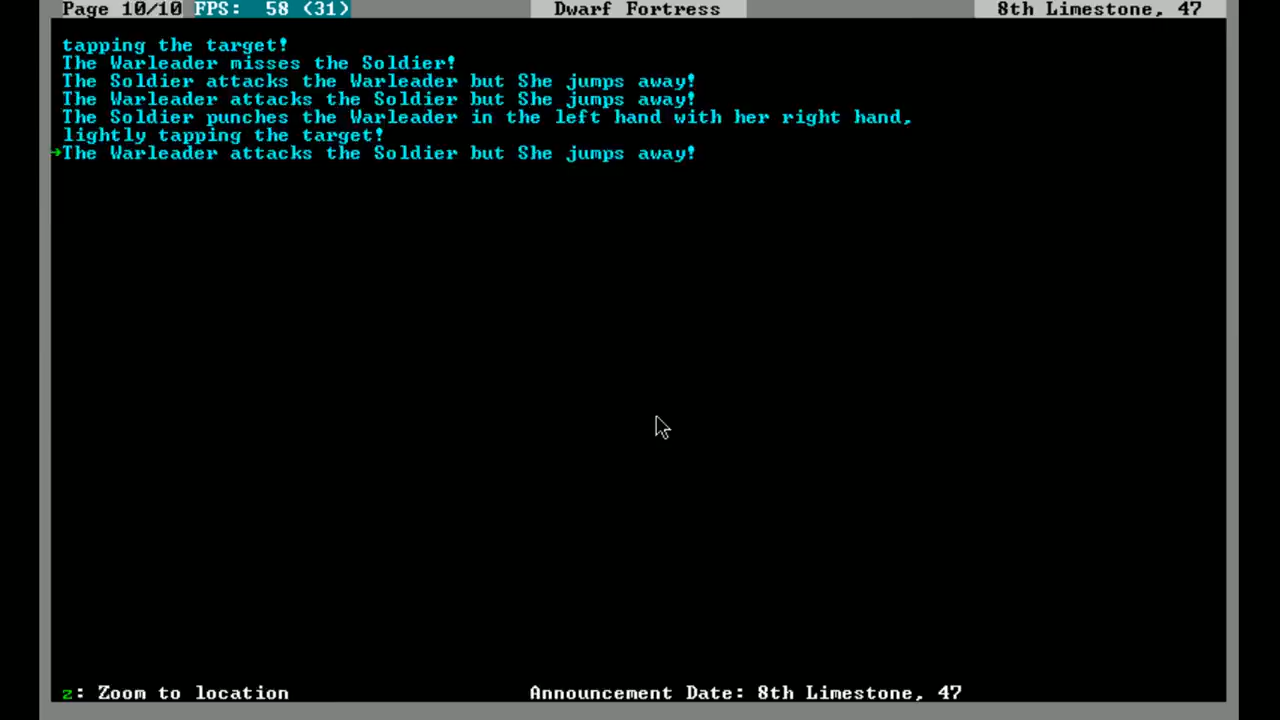 Page 10/10 FPS: 58 (31) Dwarf Fortress 8th Limestone, 47
tapping the target!
The Warleader misses the Soldier!
The Soldier attacks the Warleader but She jumps away!
The Warleader attacks the Soldier but She jumps away!
The Soldier punches the Warleader in the left hand with her right hand,
lightly tapping the target!
The Warleader attacks the Soldier but She jumps away!
z: Zoom to location Announcement Date: 8th Limestone, 47